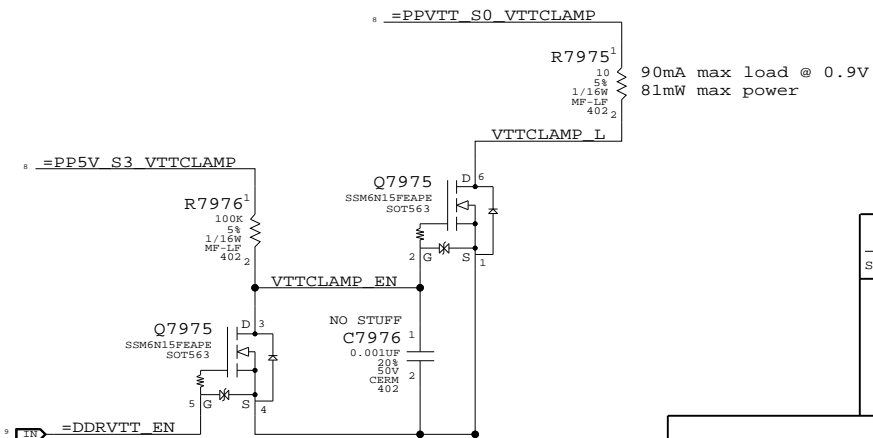 8 =PPVTT_S0_VTTCLAMP
R7975 1
10
5%
1/16W
MF-LF
402 2
90mA max load @ 0.9V
81mW max power
VTTCLAMP_L
8 =PP5V_S3_VTTCLAMP
Q7975
SSM6N15FEAPE
SOT563
D 6
2 G S 1
R7976 1
100K
5%
1/16W
MF-LF
402 2
VTTCLAMP_EN
Q7975
SSM6N15FEAPE
SOT563
D 3
5 G S 4
NO STUFF
C7976 1
0.001UF
20%
50V
CERM
402
2
9 IN =DDRVTT_EN
S